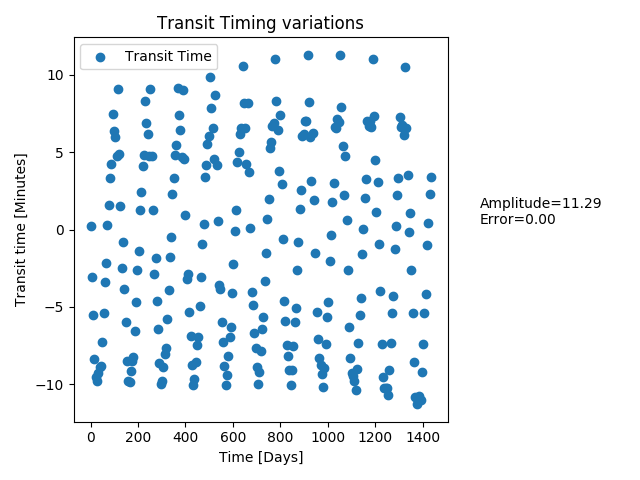 Transit Timing variations
Transit Time
Transit time [Minutes]
10
5
0
−5
−10
0 200 400 600 800 1000 1200 1400
Time [Days]
Amplitude=11.29
Error=0.00